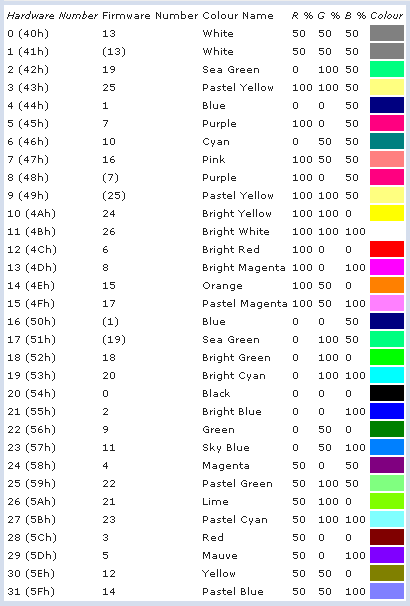 Hardware Number Firmware Number Colour Name R % G % B % Colour
0 (40h) 13 White 50 50 50
1 (41h) (13) White 50 50 50
2 (42h) 19 Sea Green 0 100 50
3 (43h) 25 Pastel Yellow 100 100 50
4 (44h) 1 Blue 0 0 50
5 (45h) 7 Purple 100 0 50
6 (46h) 10 Cyan 0 50 50
7 (47h) 16 Pink 100 50 50
8 (48h) (7) Purple 100 0 50
9 (49h) (25) Pastel Yellow 100 100 50
10 (4Ah) 24 Bright Yellow 100 100 0
11 (4Bh) 26 Bright White 100 100 100
12 (4Ch) 6 Bright Red 100 0 0
13 (4Dh) 8 Bright Magenta 100 0 100
14 (4Eh) 15 Orange 100 50 0
15 (4Fh) 17 Pastel Magenta 100 50 100
16 (50h) (1) Blue 0 0 50
17 (51h) (19) Sea Green 0 100 50
18 (52h) 18 Bright Green 0 100 0
19 (53h) 20 Bright Cyan 0 100 100
20 (54h) 0 Black 0 0 0
21 (55h) 2 Bright Blue 0 0 100
22 (56h) 9 Green 0 50 0
23 (57h) 11 Sky Blue 0 50 100
24 (58h) 4 Magenta 50 0 50
25 (59h) 22 Pastel Green 50 100 50
26 (5Ah) 21 Lime 50 100 0
27 (5Bh) 23 Pastel Cyan 50 100 100
28 (5Ch) 3 Red 50 0 0
29 (5Dh) 5 Mauve 50 0 100
30 (5Eh) 12 Yellow 50 50 0
31 (5Fh) 14 Pastel Blue 50 50 100